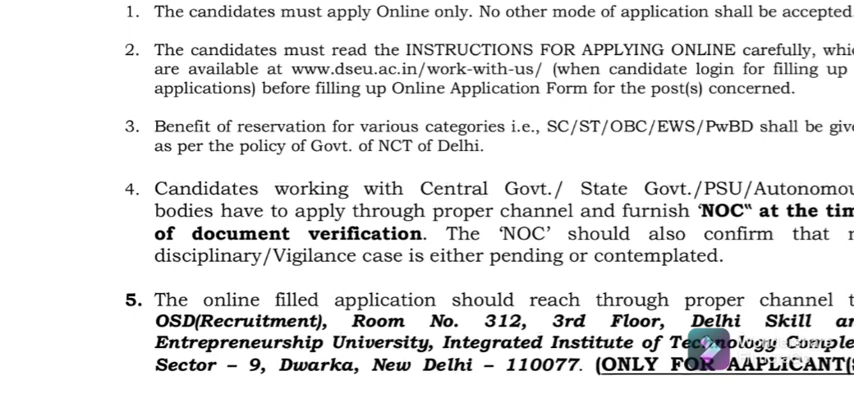 1. The candidates must apply Online only. No other mode of application shall be accepted
2. The candidates must read the INSTRUCTIONS FOR APPLYING ONLINE carefully, whi
are available at www.dseu.ac.in/work-with-us/ (when candidate login for filling up
applications) before filling up Online Application Form for the post(s) concerned.
3. Benefit of reservation for various categories i.e., SC/ST/OBC/EWS/PwBD shall be giv
as per the policy of Govt. of NCT of Delhi.
4. Candidates working with Central Govt./ State Govt./PSU/Autonomou
bodies have to apply through proper channel and furnish ‘NOC‟ at the tim
of document verification. The ‘NOC’ should also confirm that
disciplinary/Vigilance case is either pending or contemplated.
5. The online filled application should reach through proper channel t
OSD(Recruitment), Room No. 312, 3rd Floor, Delhi Skill an
Entrepreneurship University, Integrated Institute of Technology Comple
Sector – 9, Dwarka, New Delhi – 110077. (ONLY FOR AAPLICANT(S